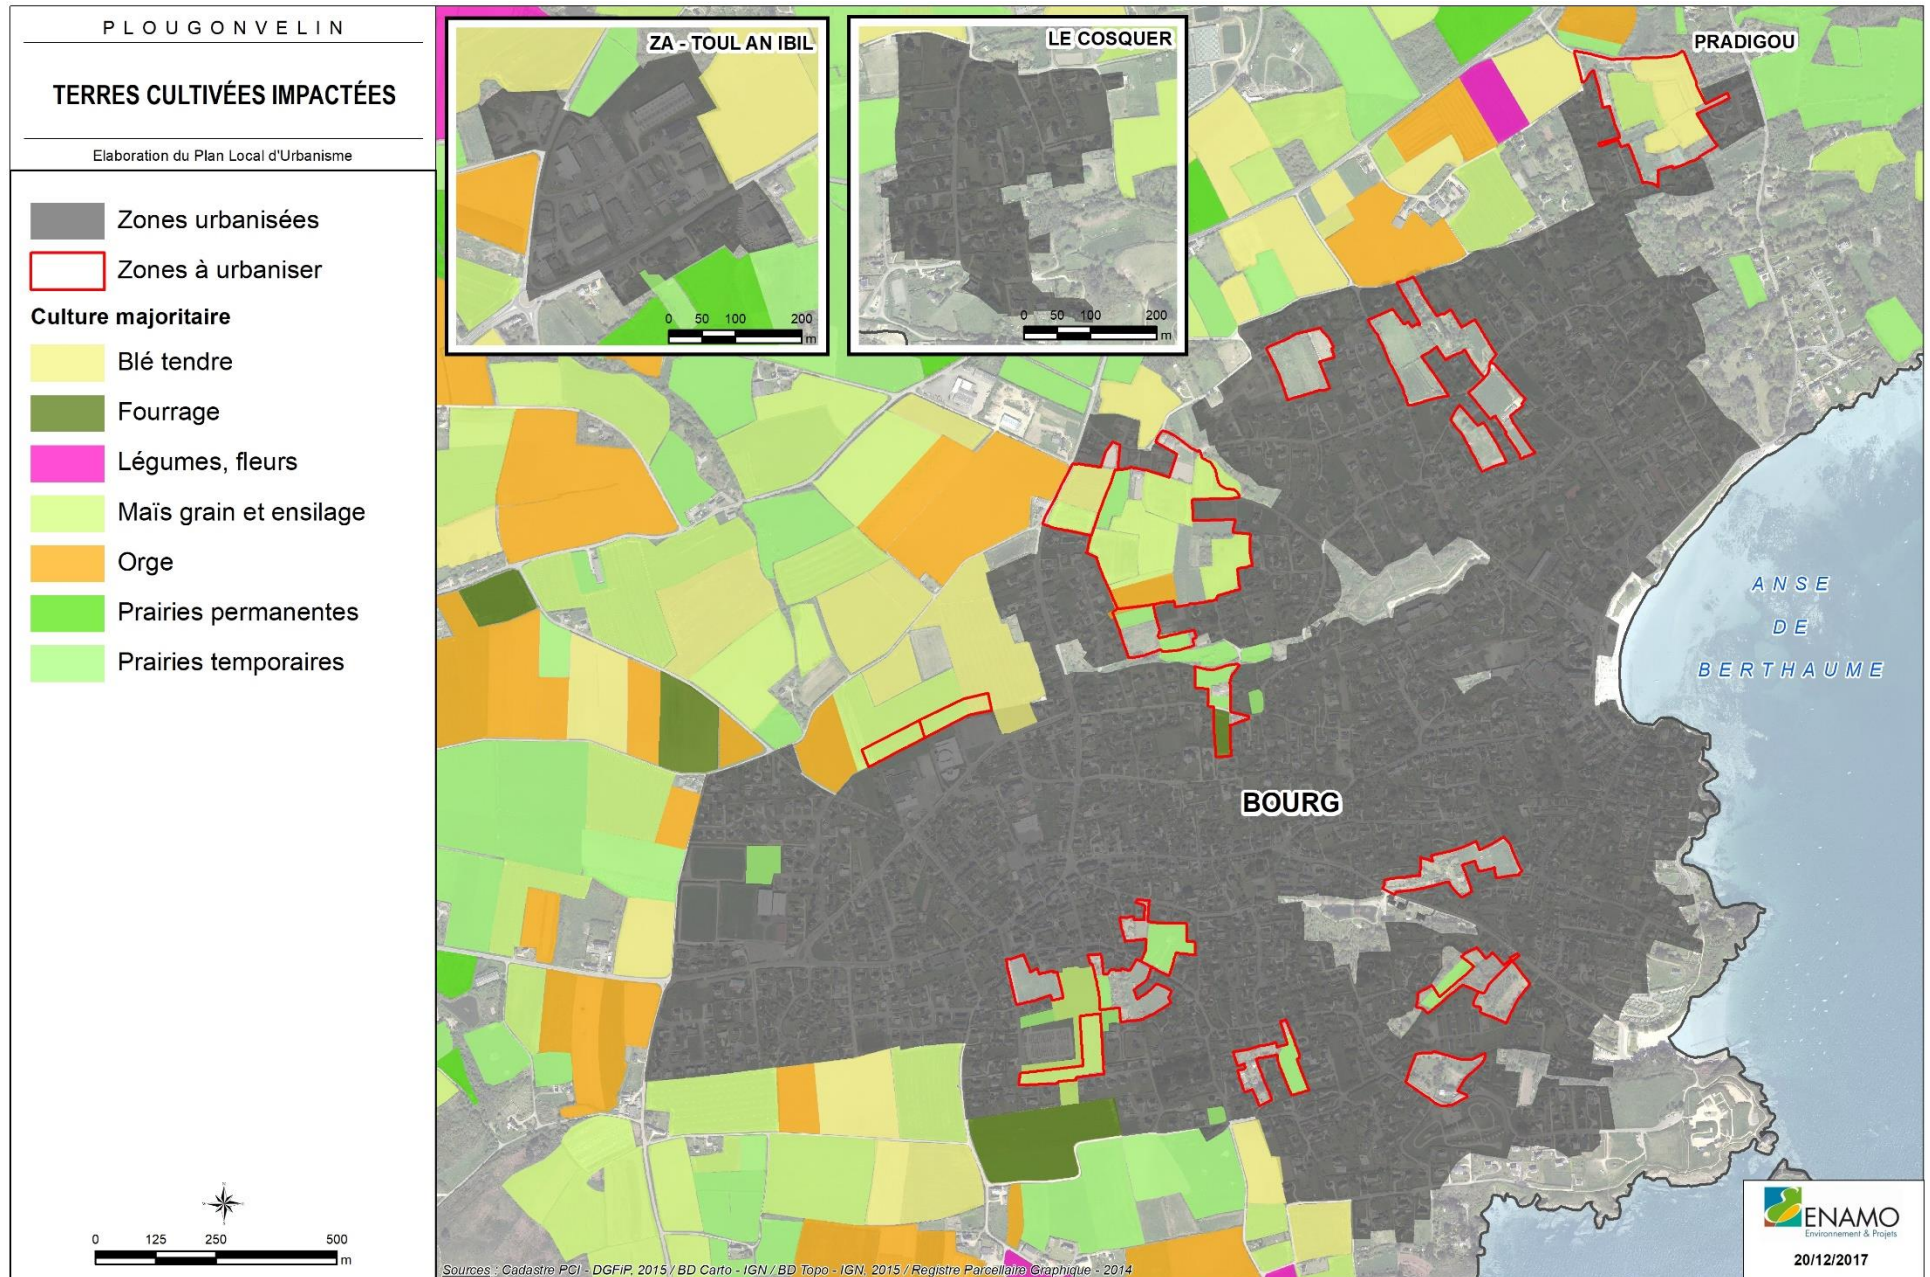 PLOUGONVELIN
TERRES CULTIVÉES IMPACTÉES
Elaboration du Plan Local d'Urbanisme
Zones urbanisées
Zones à urbaniser
Culture majoritaire
Blé tendre
Fourrage
Légumes, fleurs
Maïs grain et ensilage
Orge
Prairies permanentes
Prairies temporaires
0 125 250 500
m
ZA - TOUL AN IBIL
0 50 100 200
m
LE COSQUER
0 50 100 200
m
PRADIGOU
ANSE
DE
BERTHAUME
BOURG
Sources : Cadastre PCI - DGFiP, 2015 / BD Carto - IGN / BD Topo - IGN, 2015 / Registre Parcellaire Graphique - 2014
ENAMO
Environnement & Projets
20/12/2017